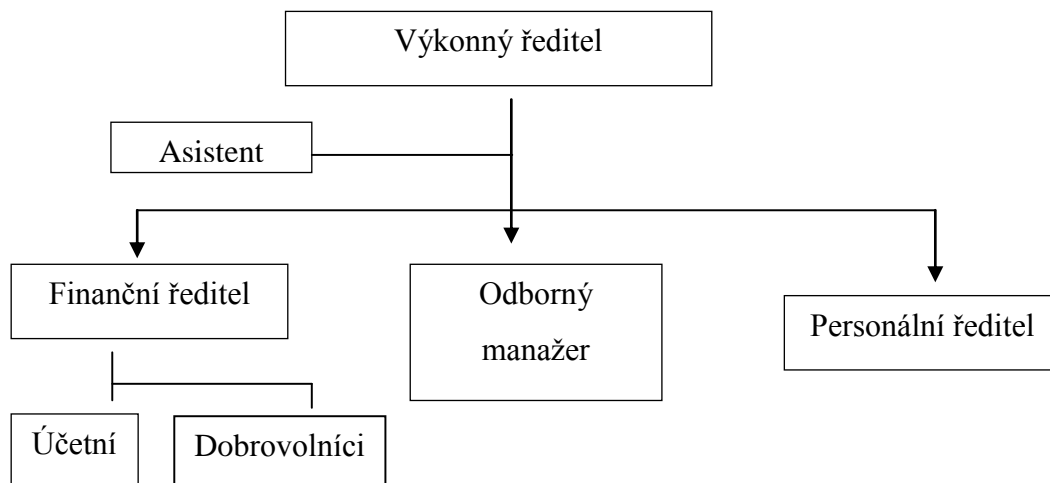 Výkonný ředitel
Asistent
Finanční ředitel
Odborný
manažer
Personální ředitel
Účetní
Dobrovolníci